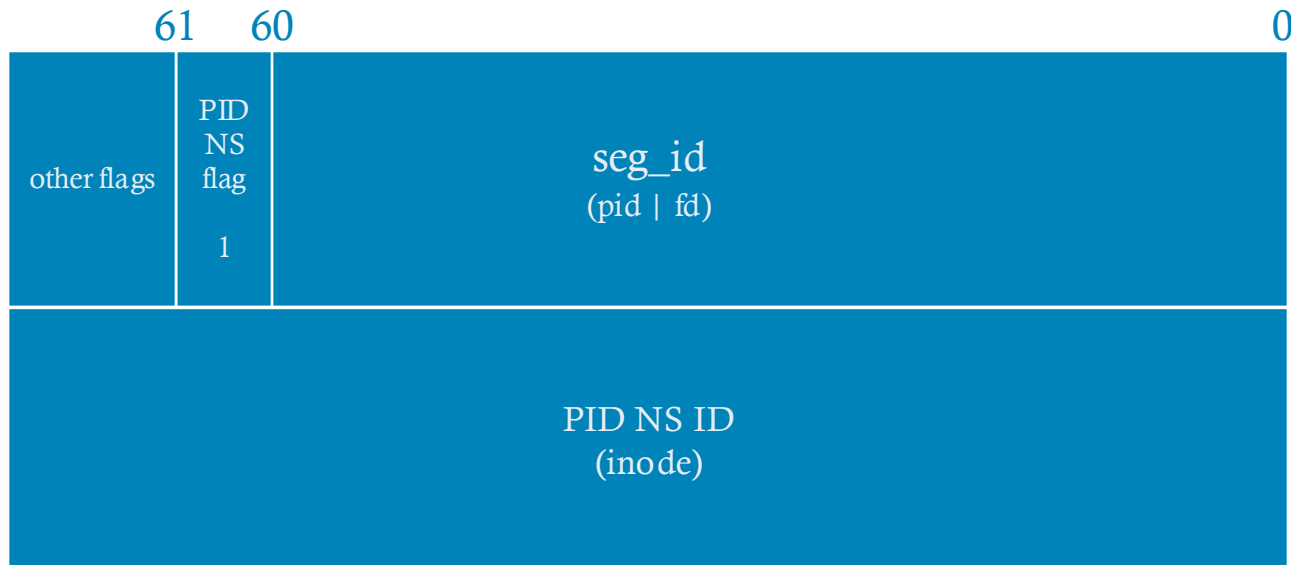 61 60 0
other flags
PID
NS
flag
1
seg_id
(pid | fd)
PID NS ID
(inode)